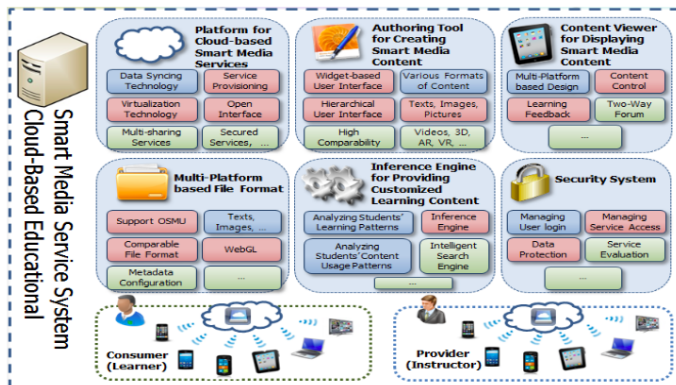 Smart Media Service System
Cloud-Based Educational
Platform for
Cloud-based
Smart Media
Services
Data Syncing
Technology
Service
Provisioning
Virtualization
Technology
Open
Interface
Multi-sharing
Services
Secured
Services, ...
Authoring Tool
for Creating
Smart Media
Content
Widget-based
User Interface
Various Formats
of Content
Hierarchical
User Interface
Texts, Images,
Pictures
High
Comparability
Videos, 3D,
AR, VR, ...
Content Viewer
for Displaying
Smart Media
Content
Multi-Platform
based Design
Content
Control
Learning
Feedback
Two-Way
Forum
...
Multi-Platform
based File Format
Support OSMU
Texts,
Images, ...
Comparable
File Format
WebGL
Metadata
Configuration
...
Inference Engine
for Providing
Customized
Learning Content
Analyzing Students'
Learning Patterns
Inference
Engine
Analyzing
Students'Content
Usage Patterns
Intelligent
Search
Engine
...
Security System
Managing
User login
Managing
Service Access
Data
Protection
Service
Evaluation
...
Consumer
(Learner)
Provider
(Instructor)